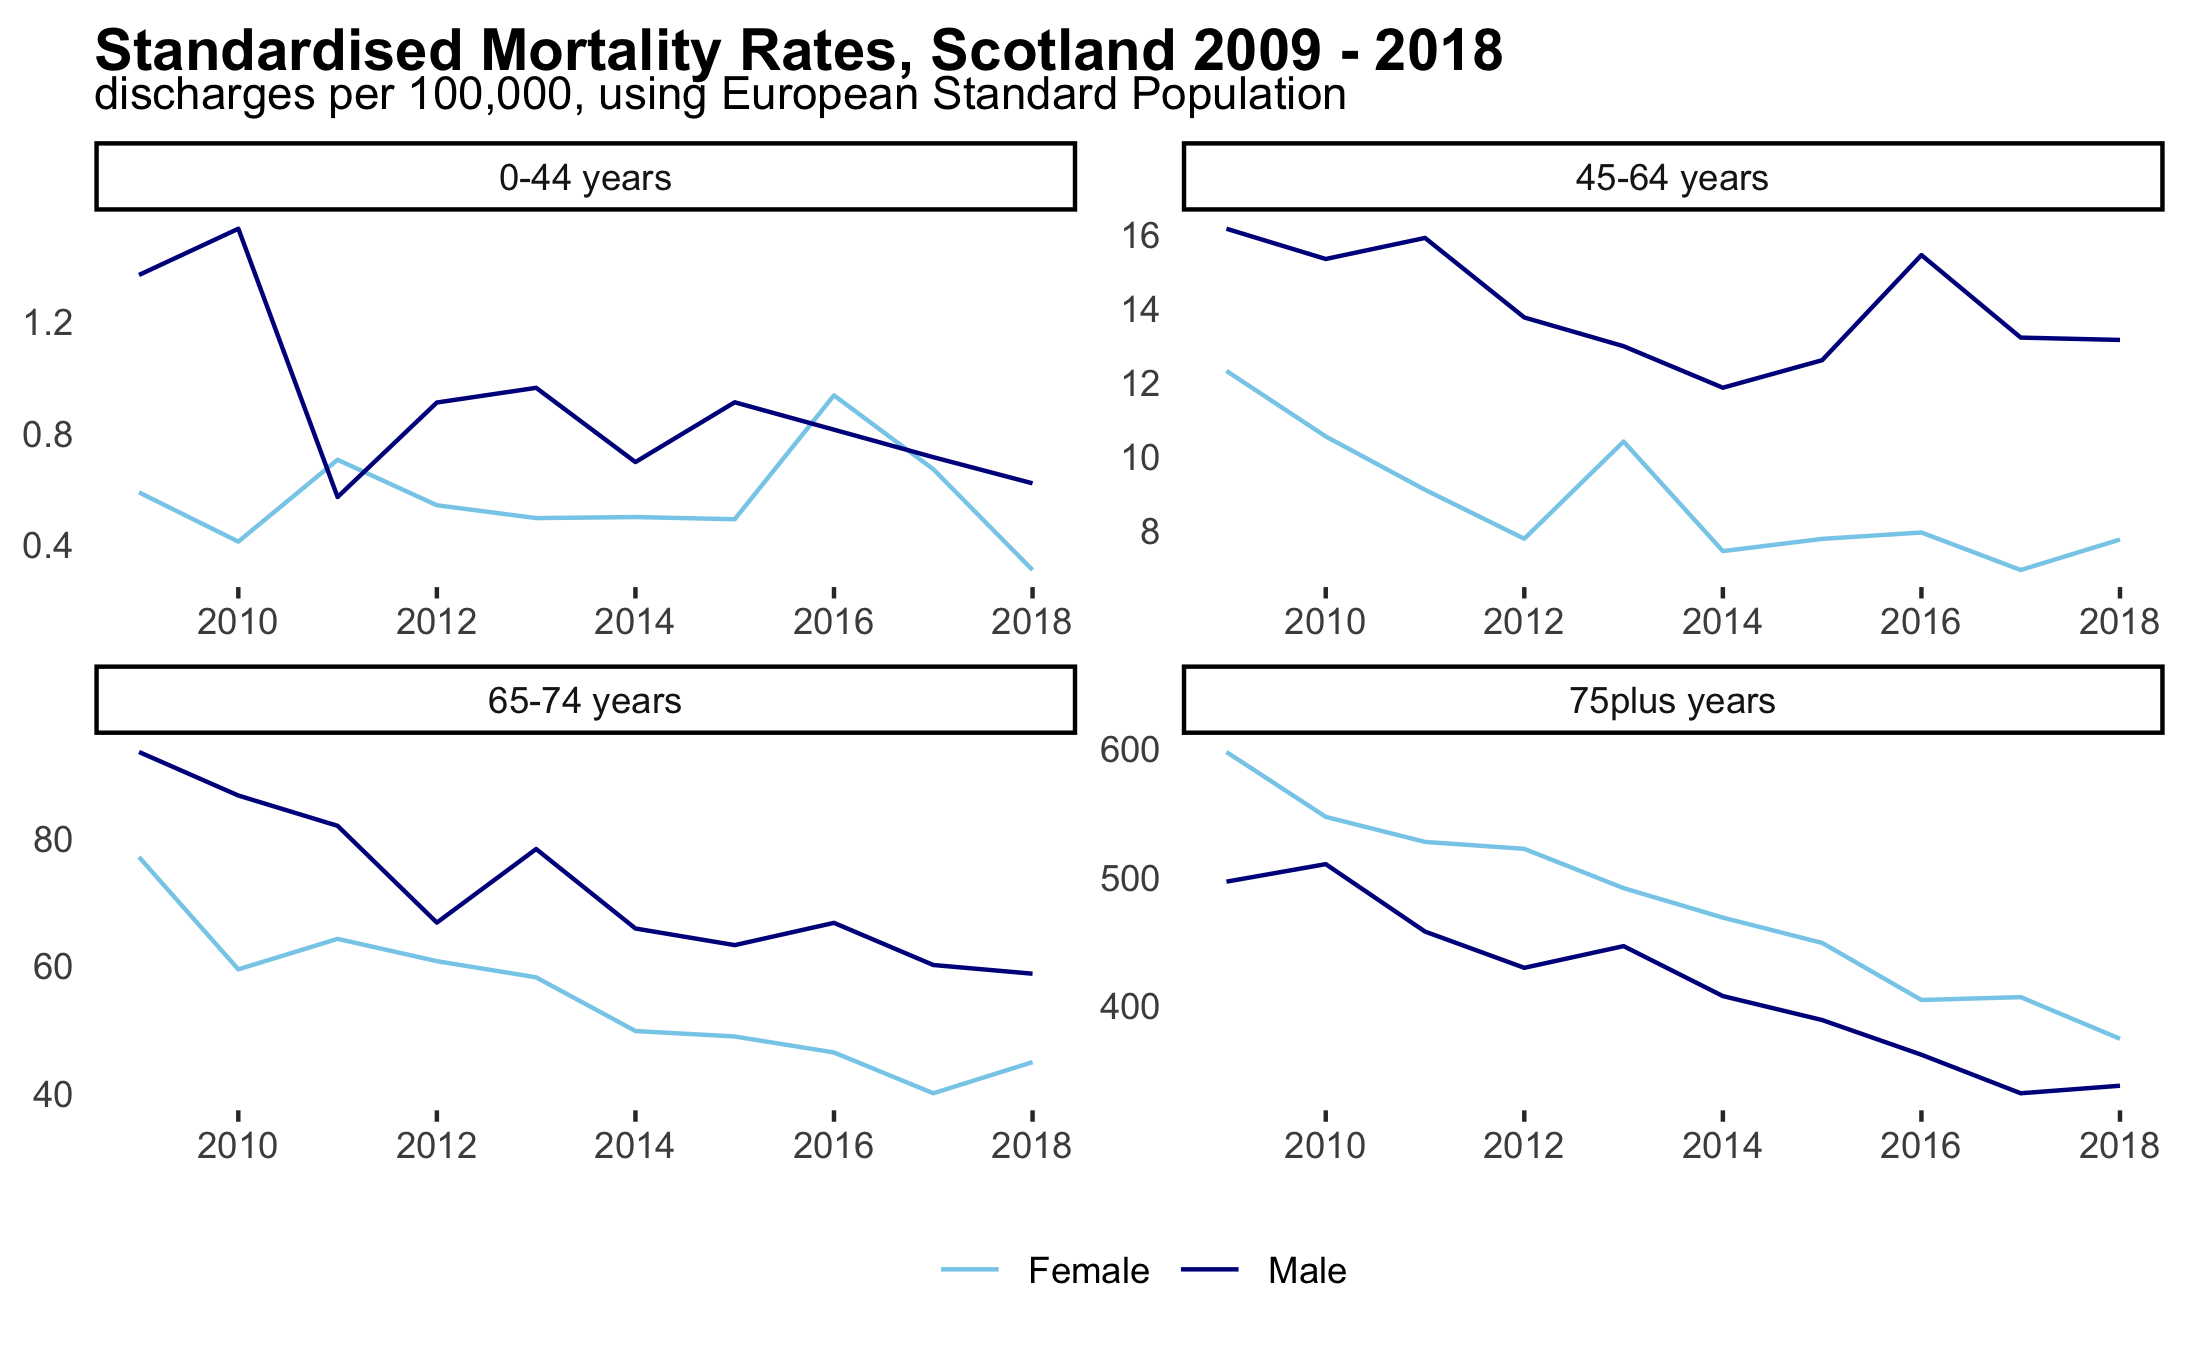 Standardised Mortality Rates, Scotland 2009 - 2018
discharges per 100,000, using European Standard Population
0-44 years
1.2
0.8
0.4
2010 2012 2014 2016 2018
45-64 years
16
14
12
10
8
2010 2012 2014 2016 2018
65-74 years
80
60
40
2010 2012 2014 2016 2018
75plus years
600
500
400
2010 2012 2014 2016 2018
Female Male